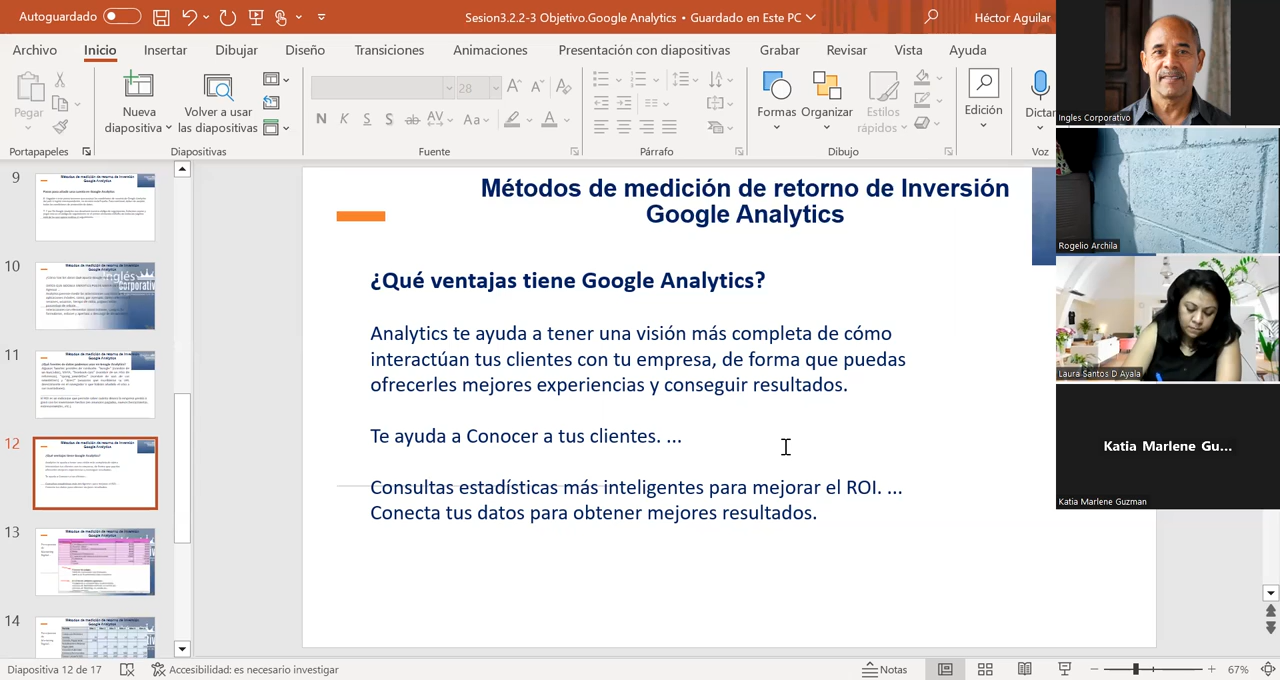 Autoguardado
Sesion3.2.2-3 Objetivo.Google Analytics • Guardado en Este PC
Héctor Aguilar
Archivo Inicio Insertar Dibujar Diseño Transiciones Animaciones Presentación con diapositivas Grabar Revisar Vista Ayuda
Pegar
Nueva diapositiva
Volver a usar las diapositivas
28
N K S S ab AV Aa A
Formas Organizar Estilos rápidos
Edición
Dictar
Portapapeles Diapositivas Fuente Párrafo Dibujo Voz
9
10
11
12
13
14
Métodos de medición de retorno de Inversión
Google Analytics
¿Qué ventajas tiene Google Analytics?
Analytics te ayuda a tener una visión más completa de cómo
interactúan tus clientes con tu empresa, de forma que puedas
ofrecerles mejores experiencias y conseguir resultados.
Te ayuda a Conocer a tus clientes. ...
Consultas estadísticas más inteligentes para mejorar el ROI. ...
Conecta tus datos para obtener mejores resultados.
Ingles Corporativo
Rogelio Archila
Laura Santos D Ayala
Katia Marlene Gu...
Katia Marlene Guzman
Diapositiva 12 de 17
Accesibilidad: es necesario investigar
Notas
67%